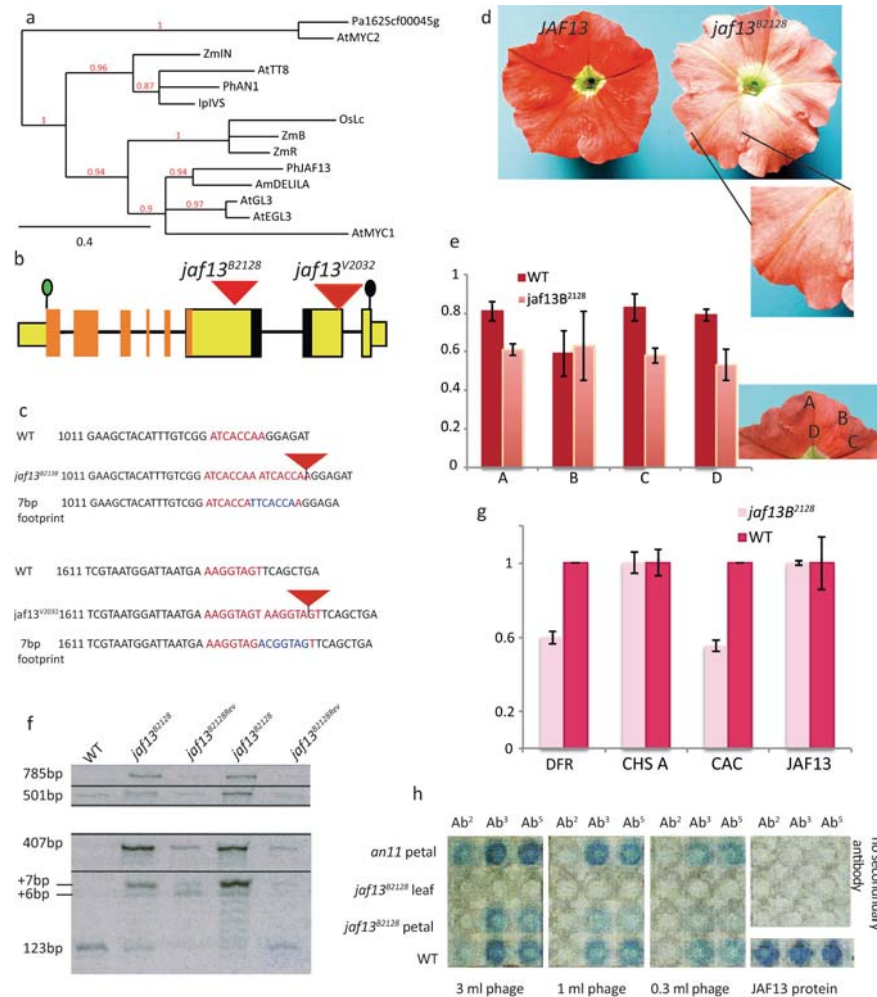 a
Pa162Scf00045g
1
AtMYC2
ZmIN
0.96
AtTT8
0.87
PhAN1
IpIVS
1
OsLc
1
ZmB
ZmR
0.94
PhJAF13
0.94
AmDELILA
0.9
0.97
AtGL3
AtEGL3
AtMYC1
0.4
b
jaf13B2128
jaf13V2032
c
WT 1011 GAAGCTACATTTGTCGG ATCACCAAGGAGAT
jaf13B2138 1011 GAAGCTACATTTGTCGG ATCACCAA ATCACCAAGGAGAT
7bp 1011 GAAGCTACATTTGTCGG ATCACCATTCACCAAGGAGA
footprint
WT 1611 TCGTAATGGATTAATGA AAGGTAGTTCAGCTGA
jaf13V2032 1611 TCGTAATGGATTAATGA AAGGTAGT AAGGTAGTTCAGCTGA
7bp 1611 TCGTAATGGATTAATGA AAGGTAGACGGTAGTTCAGCTGA
footprint
d
JAF13
jaf13B2128
e
WT
jaf13B2128
1
0.8
0.6
0.4
0.2
0
A B C D
A
B
D
C
f
WT
jaf13B2128
jaf13B2128Rev
jaf13B2128
jaf13B2128Rev
785bp
501bp
407bp
+7bp
+6bp
123bp
g
jaf13B2128
WT
1
0.6
0.2
0
DFR CHS A CAC JAF13
h
Ab2 Ab3 Ab5 Ab2 Ab3 Ab5 Ab2 Ab3 Ab5 Ab2 Ab3 Ab5
an11 petal
jaf13B2128 leaf
jaf13B2128 petal
WT
no secondary
antibody
3 ml phage 1 ml phage 0.3 ml phage JAF13 protein